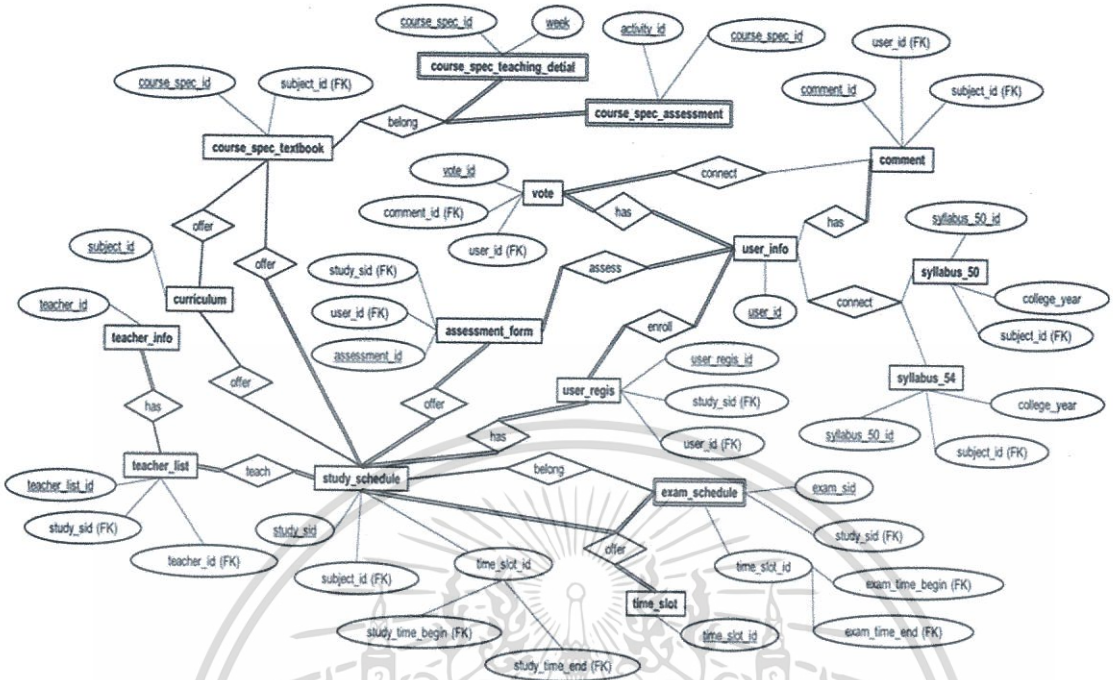 course_spec_id
week
activity_id
course_spec_id
user_id (FK)
course_spec_teaching_detial
course_spec_id
subject_id (FK)
comment_id
subject_id (FK)
course_spec_assessment
belong
course_spec_textbook
comment
vote_id
connect
vote
comment_id (FK)
has
has
syllabus_50_id
offer
subject_id
user_id (FK)
user_info
offer
study_sid (FK)
assess
syllabus_50
teacher_id
curriculum
connect
college_year
user_id (FK)
user_id
teacher_info
assessment_form
enroll
subject_id (FK)
assessment_id
user_regis_id
offer
syllabus_54
user_regis
has
offer
study_sid (FK)
college_year
has
syllabus_50_id
user_id (FK)
subject_id (FK)
teacher_list
teach
study_schedule
belong
teacher_list_id
exam_schedule
exam_sid
study_sid (FK)
study_sid
study_sid (FK)
teacher_id (FK)
offer
time_slot_id
time_slot_id
subject_id (FK)
exam_time_begin (FK)
time_slot
study_time_begin (FK)
time_slot_id
exam_time_end (FK)
study_time_end (FK)